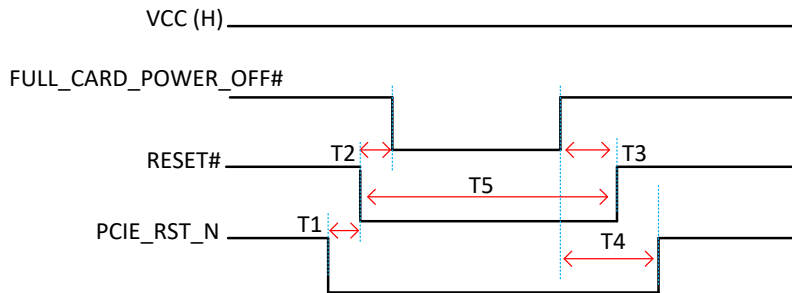 VCC (H)
FULL_CARD_POWER_OFF#
T2
T3
RESET#
T5
T1
PCIE_RST_N
T4